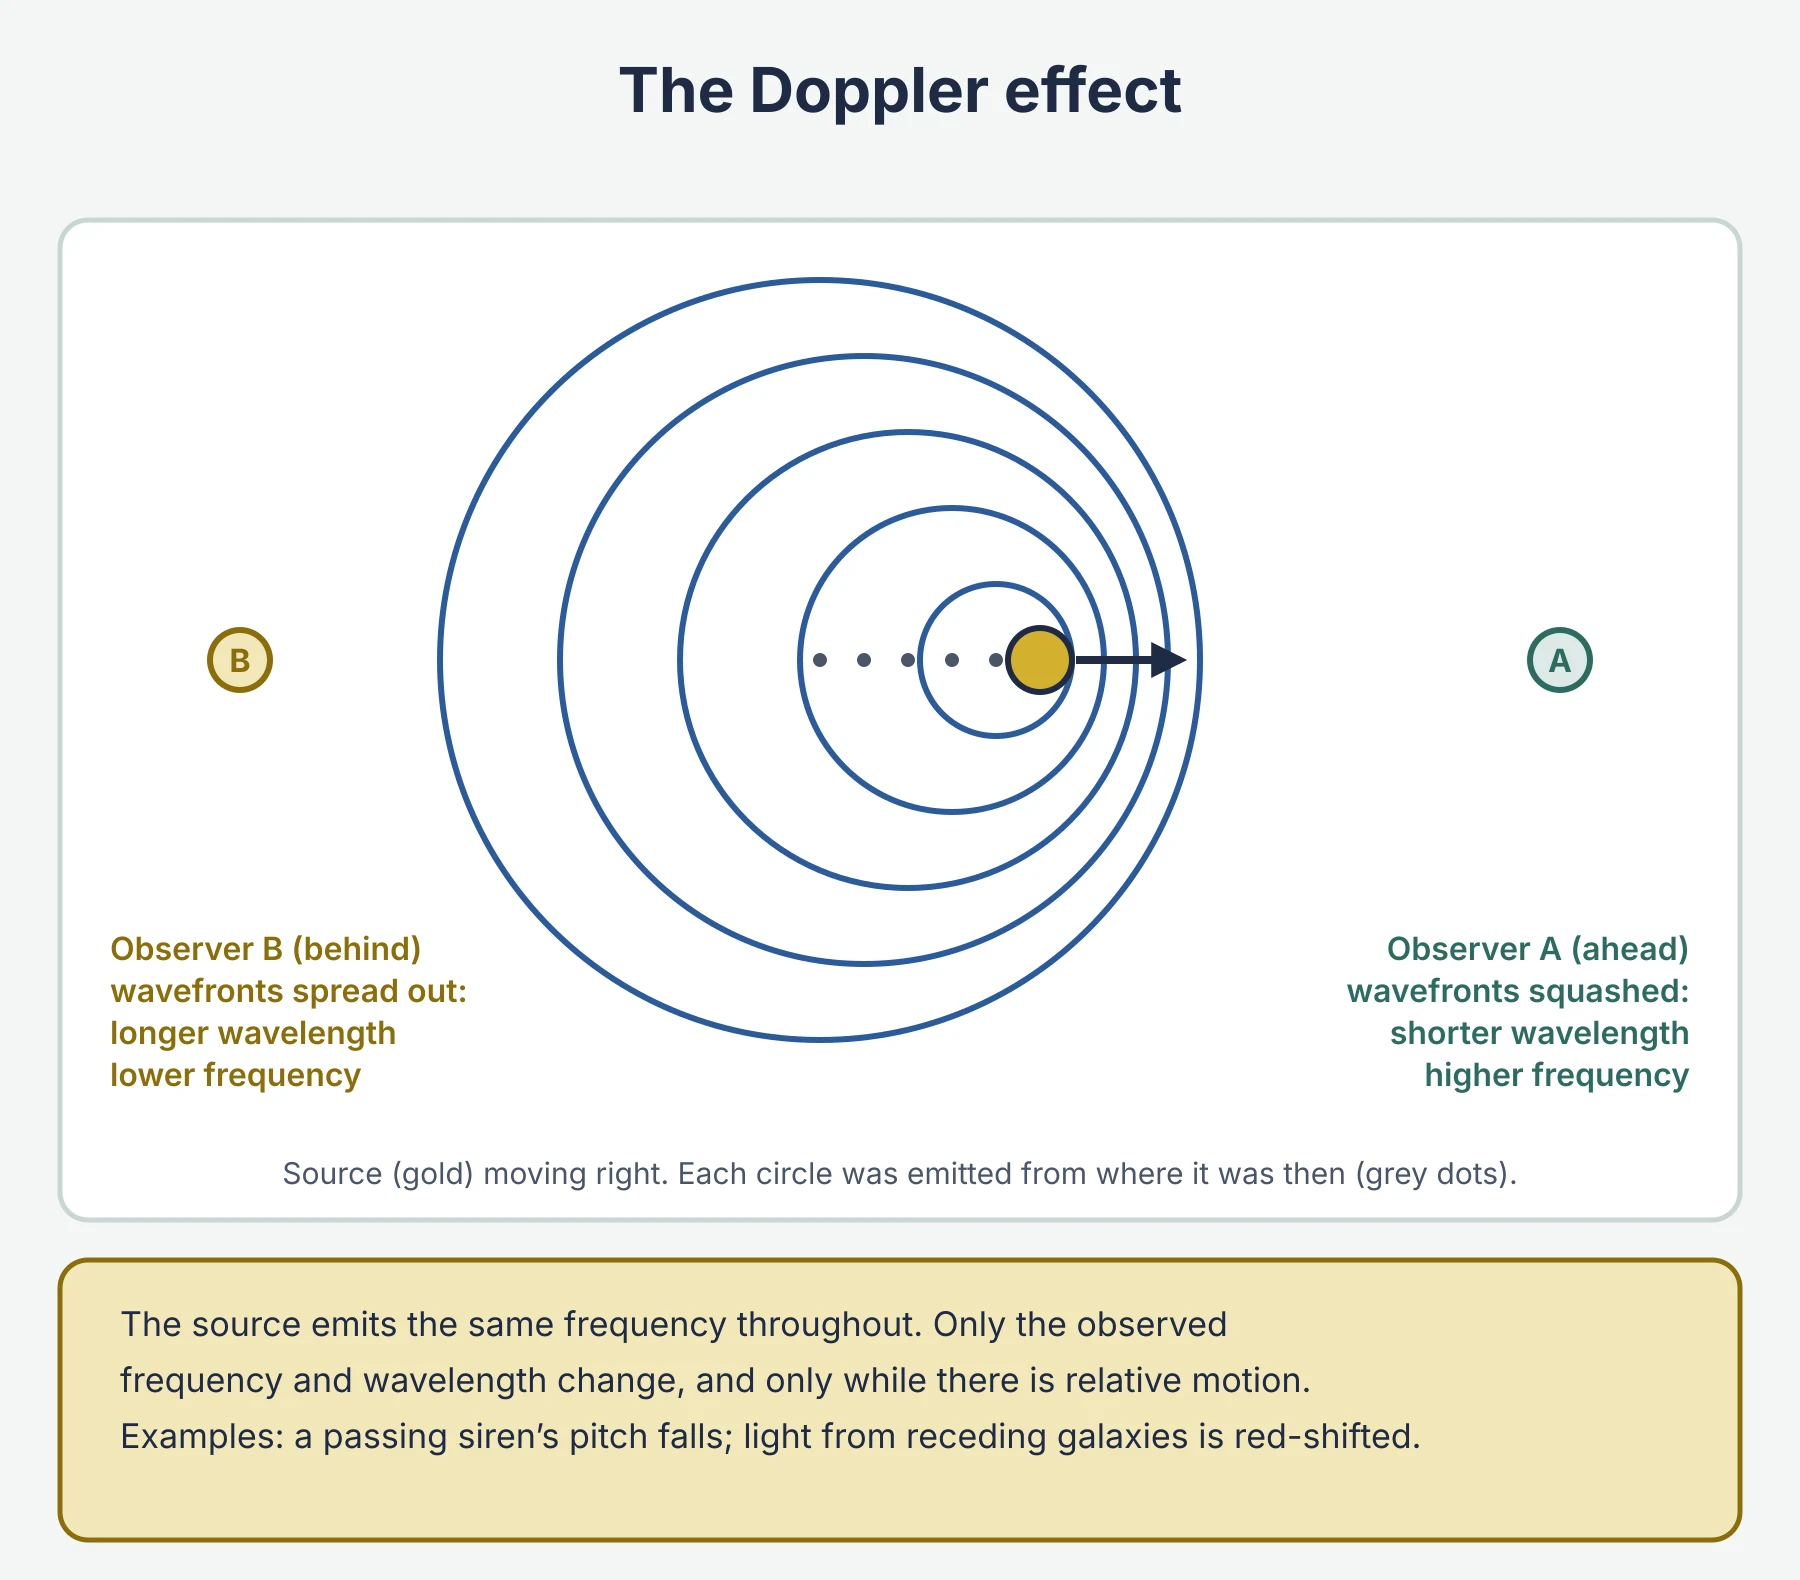 The Doppler effect
B
A
Observer B (behind)
wavefronts spread out:
longer wavelength
lower frequency
Observer A (ahead)
wavefronts squashed:
shorter wavelength
higher frequency
Source (gold) moving right. Each circle was emitted from where it was then (grey dots).
The source emits the same frequency throughout. Only the observed
frequency and wavelength change, and only while there is relative motion.
Examples: a passing siren’s pitch falls; light from receding galaxies is red-shifted.